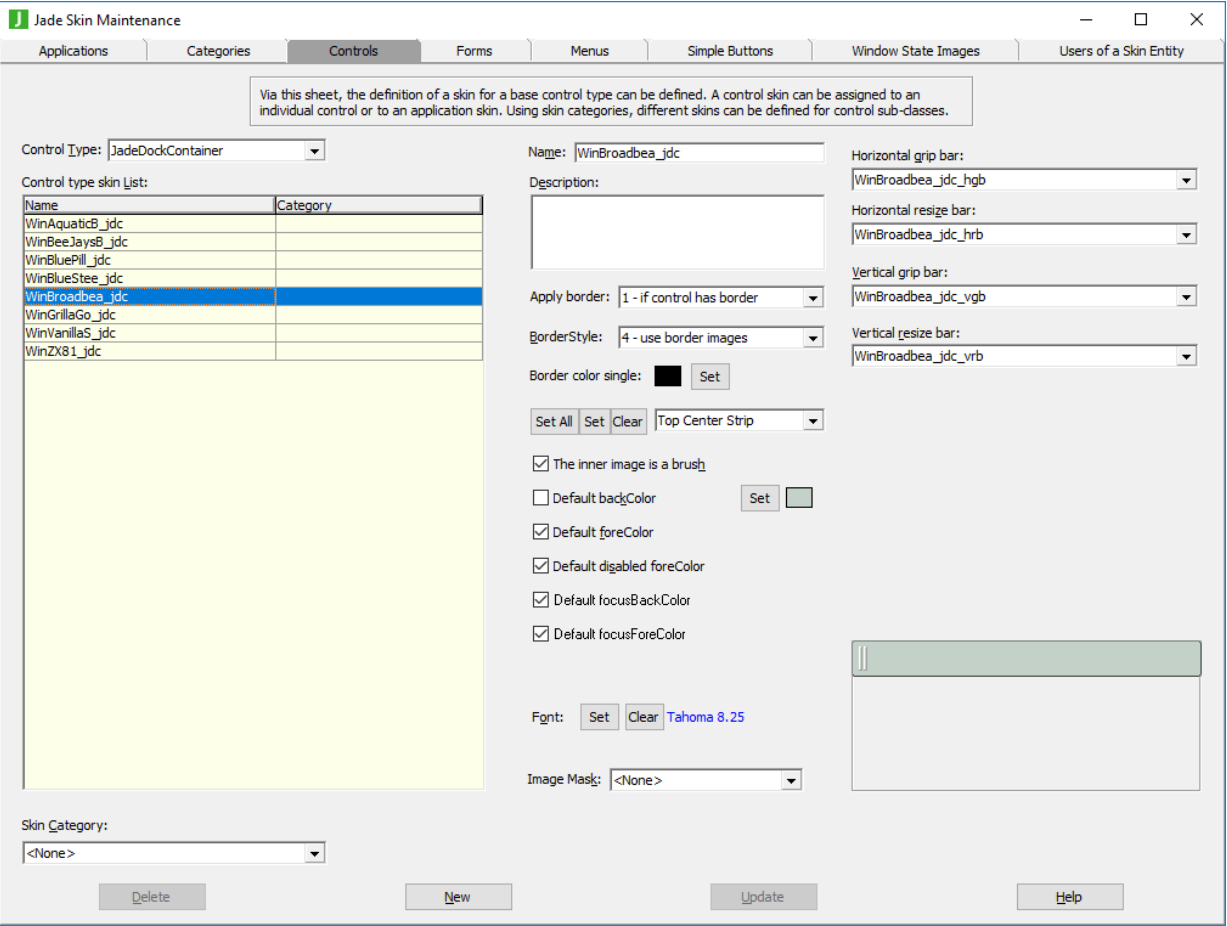 Jade Skin Maintenance
Applications
Categories
Controls
Forms
Menus
Simple Buttons
Window State Images
Users of a Skin Entity
Via this sheet, the definition of a skin for a base control type can be defined. A control skin can be assigned to an
individual control or to an application skin. Using skin categories, different skins can be defined for control sub-classes.
Control Type: JadeDockContainer
Control type skin List:
Name Category
WinAquaticB_jdc
WinBeeJaysB_jdc
WinBluePill_jdc
WinBlueStee_jdc
WinBroadbea_jdc
WinGrillaGo_jdc
WinVanillaS_jdc
WinZX81_jdc
Skin Category:
<None>
Name: WinBroadbea_jdc
Description:
Apply border: 1 - if control has border
BorderStyle: 4 - use border images
Border color single: Set
Set All Set Clear Top Center Strip
The inner image is a brush
Default backColor Set
Default foreColor
Default disabled foreColor
Default focusBackColor
Default focusForeColor
Font: Set Clear Tahoma 8.25
Image Mask: <None>
Horizontal grip bar:
WinBroadbea_jdc_hgb
Horizontal resize bar:
WinBroadbea_jdc_hrb
Vertical grip bar:
WinBroadbea_jdc_vgb
Vertical resize bar:
WinBroadbea_jdc_vrb
Delete
New
Update
Help